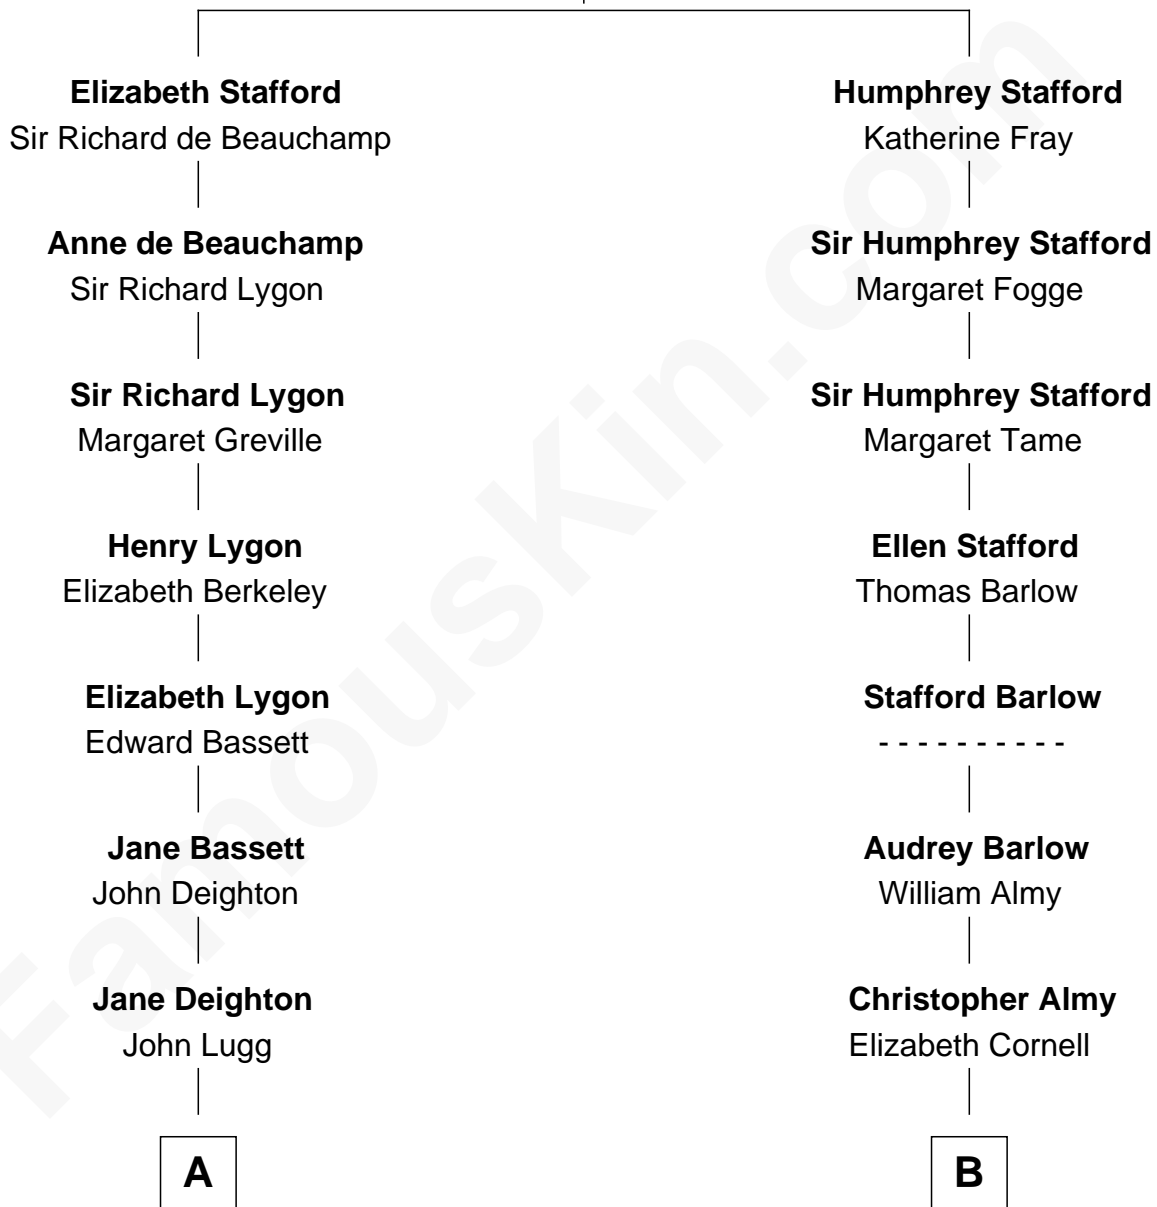 Elizabeth Stafford
Sir Richard de Beauchamp
Anne de Beauchamp
Sir Richard Lygon
Sir Richard Lygon
Margaret Greville
Henry Lygon
Elizabeth Berkeley
Elizabeth Lygon
Edward Bassett
Jane Bassett
John Deighton
Jane Deighton
John Lugg
A
Humphrey Stafford
Katherine Fray
Sir Humphrey Stafford
Margaret Fogge
Sir Humphrey Stafford
Margaret Tame
Ellen Stafford
Thomas Barlow
Stafford Barlow
- - - - - - - - - -
Audrey Barlow
William Almy
Christopher Almy
Elizabeth Cornell
B
FamousKin.com